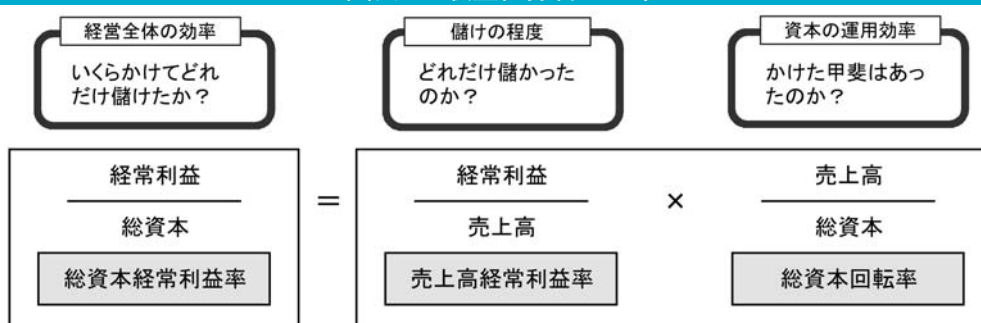 経営全体の効率
いくらかけてどれ
だけ儲けたか？
儲けの程度
どれだけ儲かった
のか？
資本の運用効率
かけた甲斐はあっ
たのか？
経常利益
総資本
総資本経常利益率
＝
経常利益
売上高
売上高経常利益率
×
売上高
総資本
総資本回転率